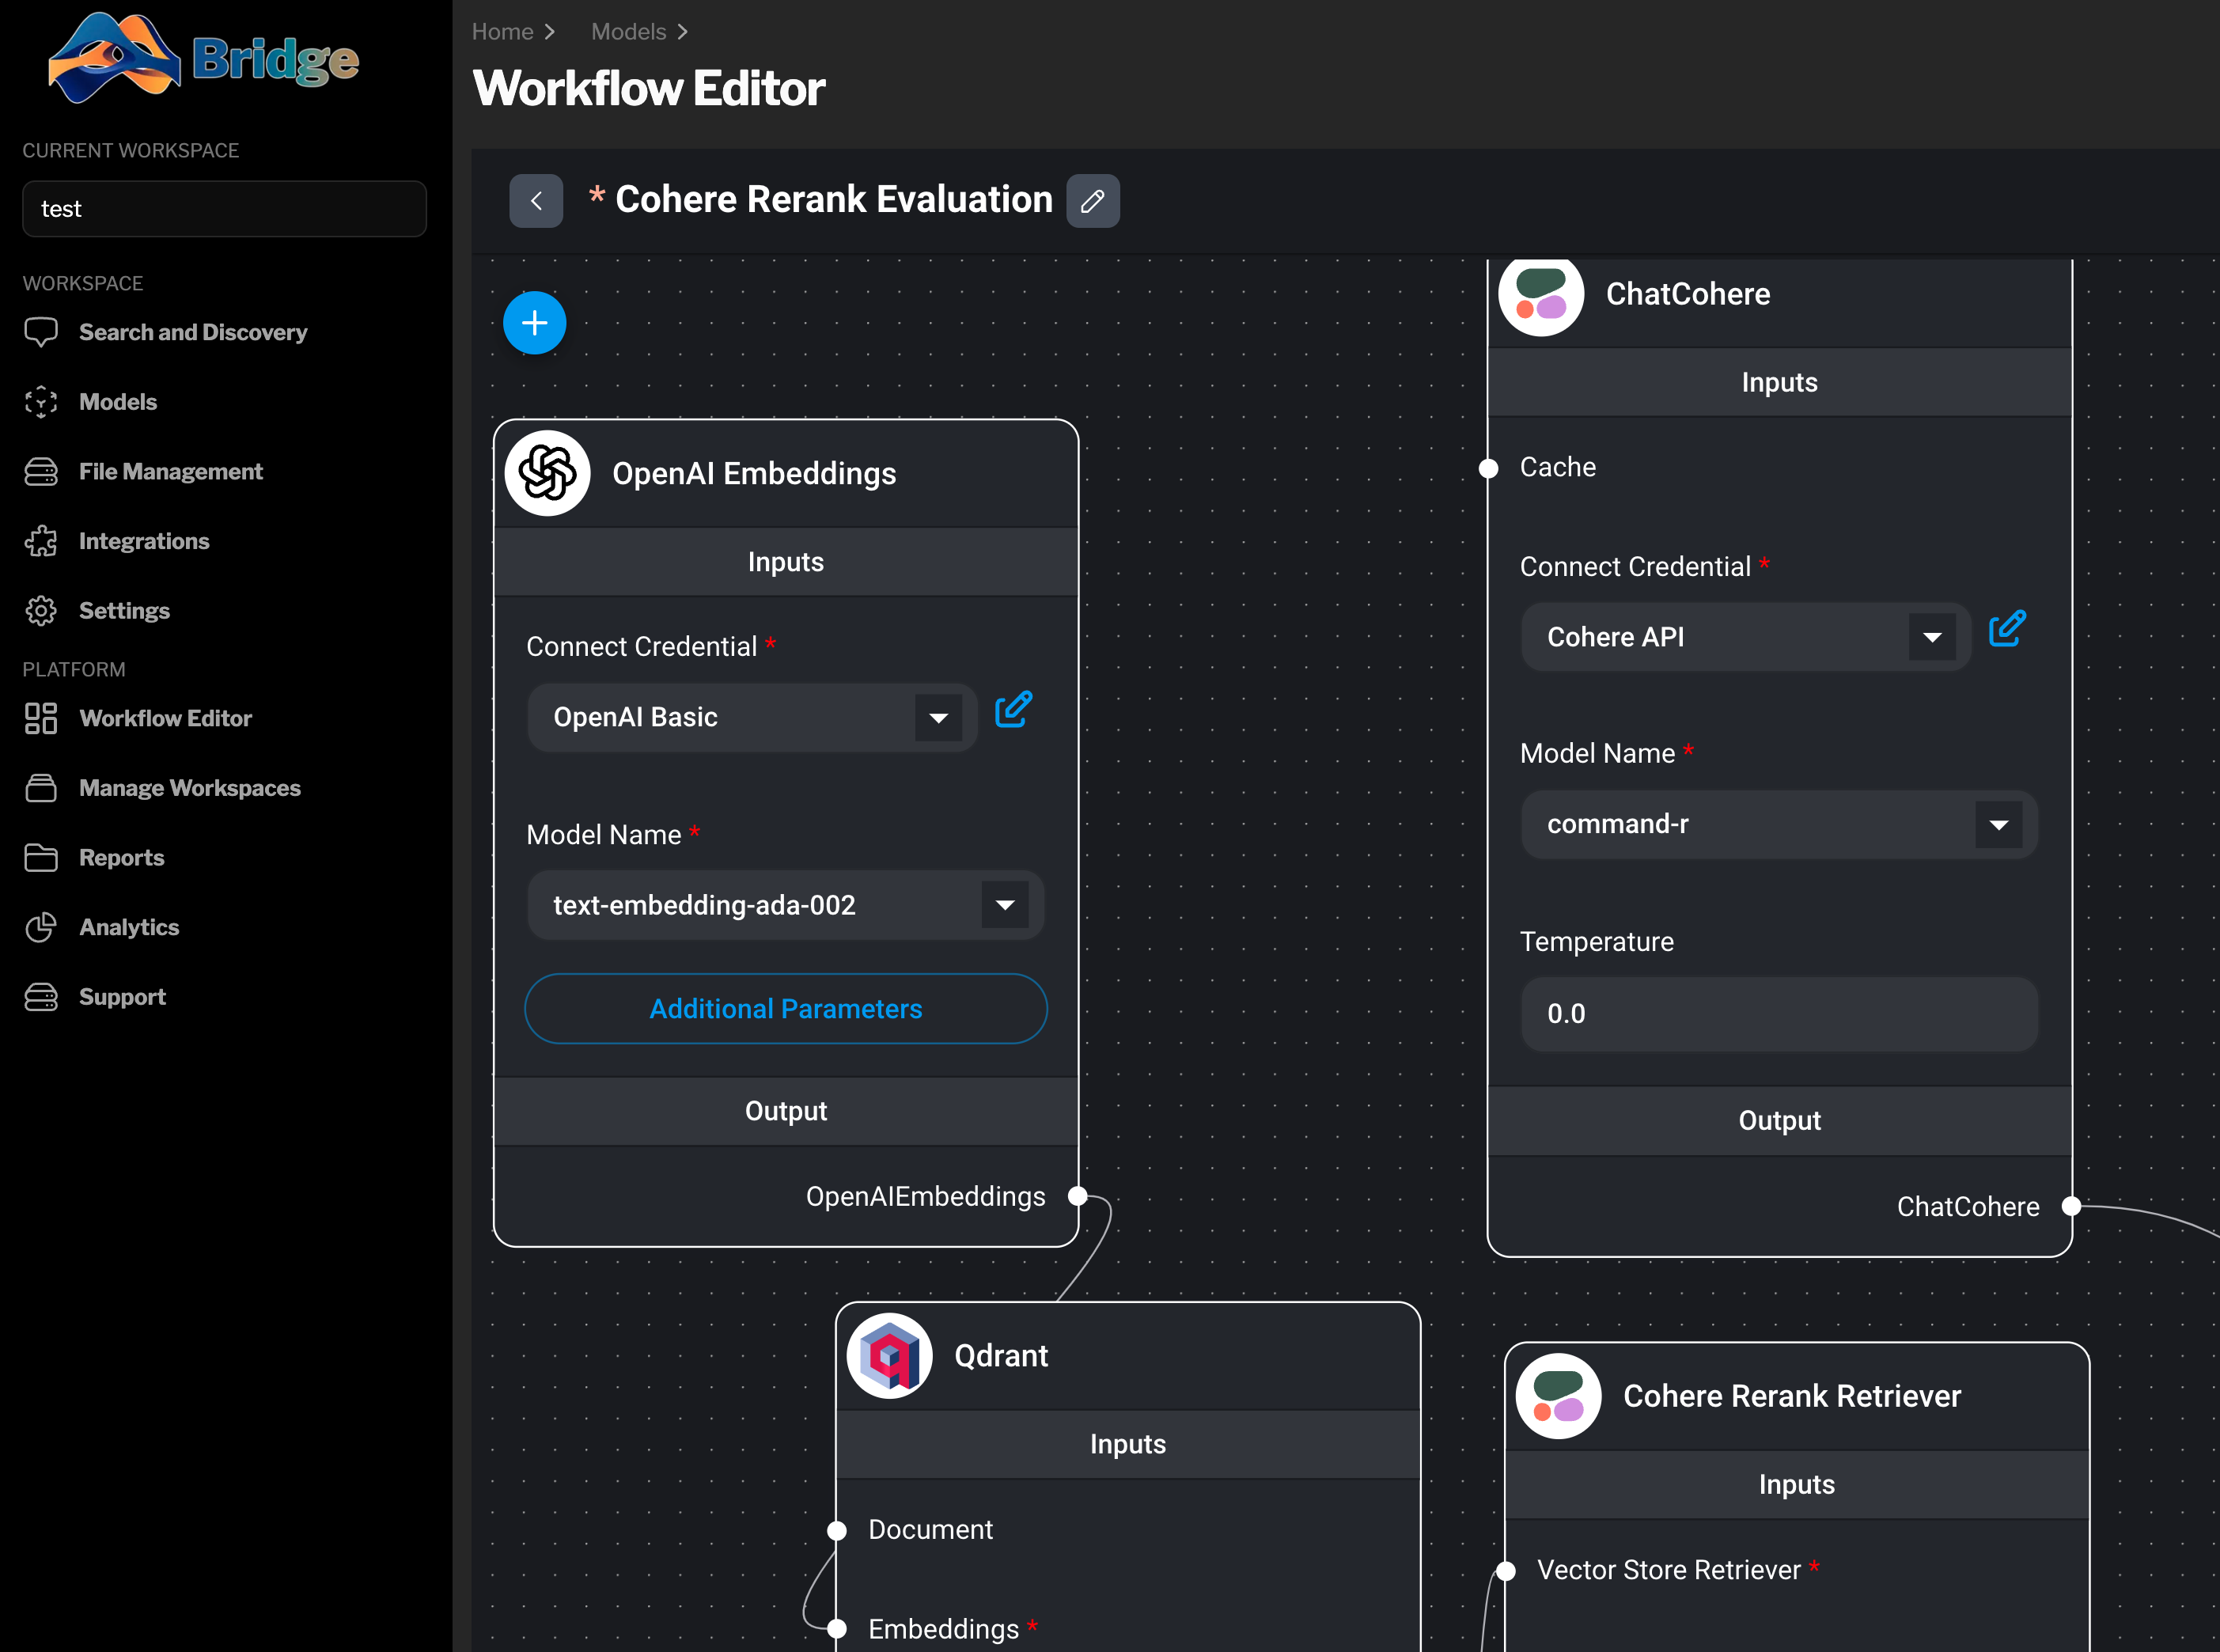 Bridge
CURRENT WORKSPACE
test
WORKSPACE
Search and Discovery
Models
File Management
Integrations
Settings
PLATFORM
Workflow Editor
Manage Workspaces
Reports
Analytics
Support
Home
Models
Workflow Editor
* Cohere Rerank Evaluation
OpenAI Embeddings
Inputs
Connect Credential *
OpenAI Basic
Model Name *
text-embedding-ada-002
Additional Parameters
Output
OpenAIEmbeddings
ChatCohere
Inputs
Cache
Connect Credential *
Cohere API
Model Name *
command-r
Temperature
0.0
Output
ChatCohere
Qdrant
Inputs
Document
Embeddings *
Cohere Rerank Retriever
Inputs
Vector Store Retriever *